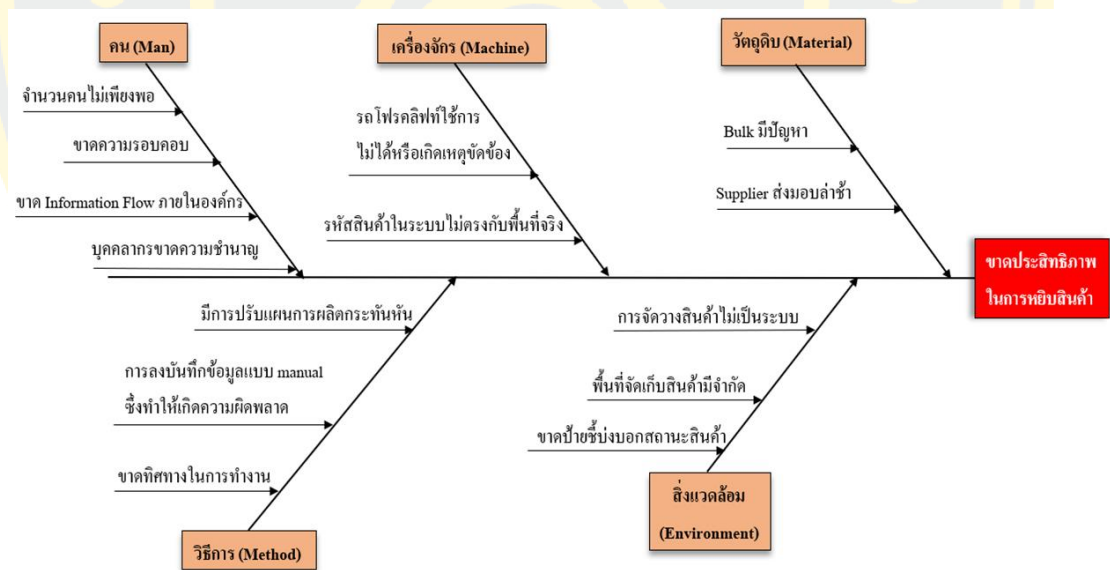 คน (Man)
เครื่องจักร (Machine)
วัตถุดิบ (Material)
จำนวนคนไม่เพียงพอ
ขาดความรอบคอบ
ขาด Information Flow ภายในองค์กร
บุคคลากรขาดความชำนาญ
รถโฟรคลิฟท์ใช้การ
ไม่ได้หรือเกิดเหตุขัดข้อง
รหัสสินค้าในระบบไม่ตรงกับพื้นที่จริง
Bulk มีปัญหา
Supplier ส่งมอบล่าช้า
ขาดประสิทธิภาพ
ในการหยิบสินค้า
มีการปรับแผนการผลิตกระทันหัน
การลงบันทึกข้อมูลแบบ manual
ซึ่งทำให้เกิดความผิดพลาด
ขาดทิศทางในการทำงาน
การจัดวางสินค้าไม่เป็นระบบ
พื้นที่จัดเก็บสินค้ามีจำกัด
ขาดป้ายชี้บ่งบอกสถานะสินค้า
วิธีการ (Method)
สิ่งแวดล้อม
(Environment)